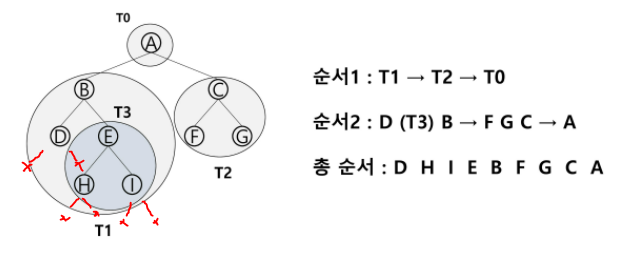 T0
A
B
C
T3
D
E
F
G
H
I
T2
T1
순서1 : T1 → T2 → T0
순서2 : D (T3) B → F G C → A
총 순서 : D H I E B F G C A